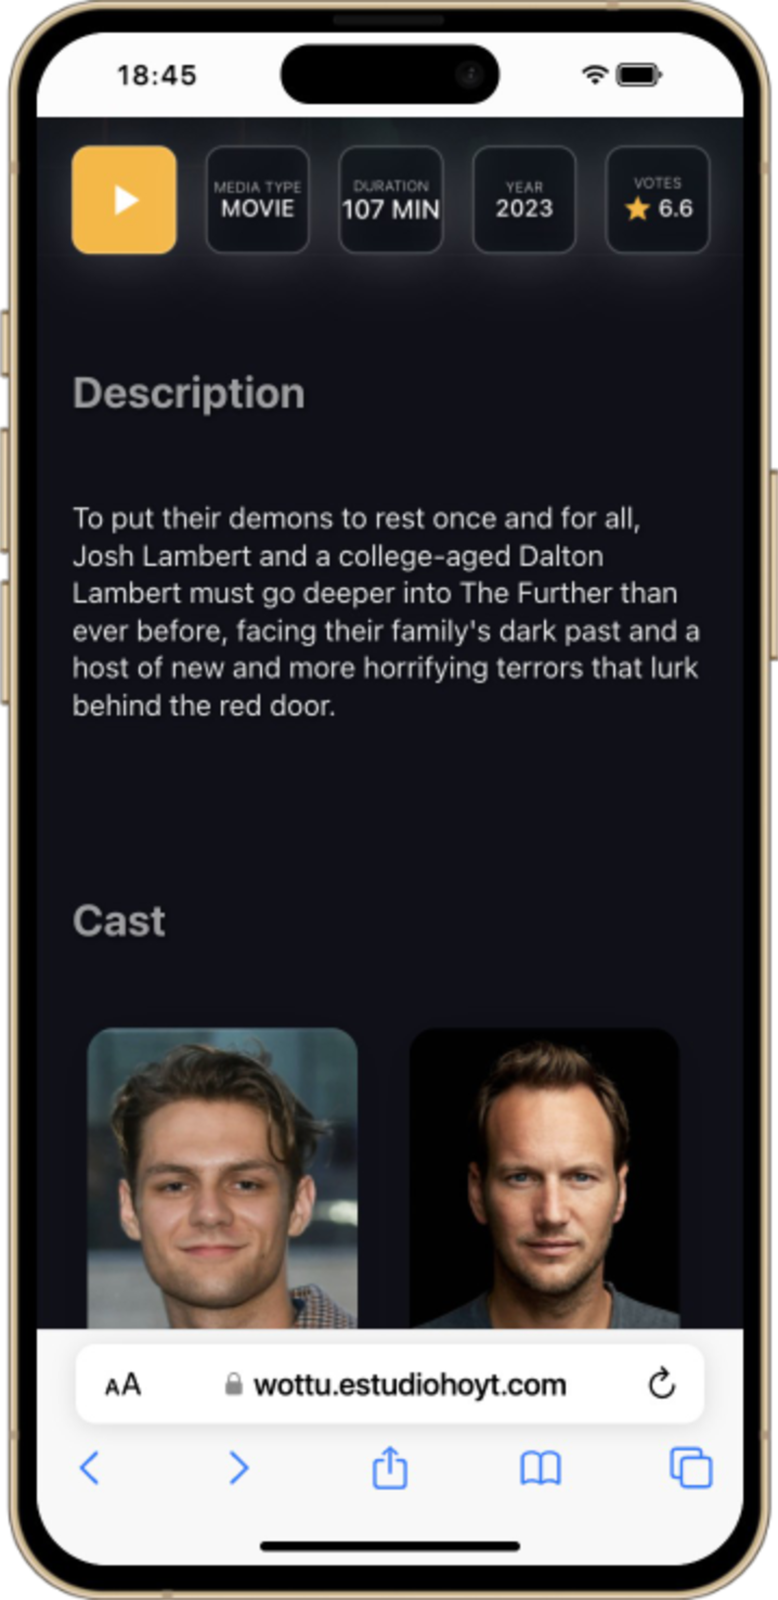 18:45
MEDIA TYPE
MOVIE
DURATION
107 MIN
YEAR
2023
VOTES
6.6
Description
To put their demons to rest once and for all,
Josh Lambert and a college-aged Dalton
Lambert must go deeper into The Further than
ever before, facing their family's dark past and a
host of new and more horrifying terrors that lurk
behind the red door.
Cast
AA
wottu.estudiohoyt.com